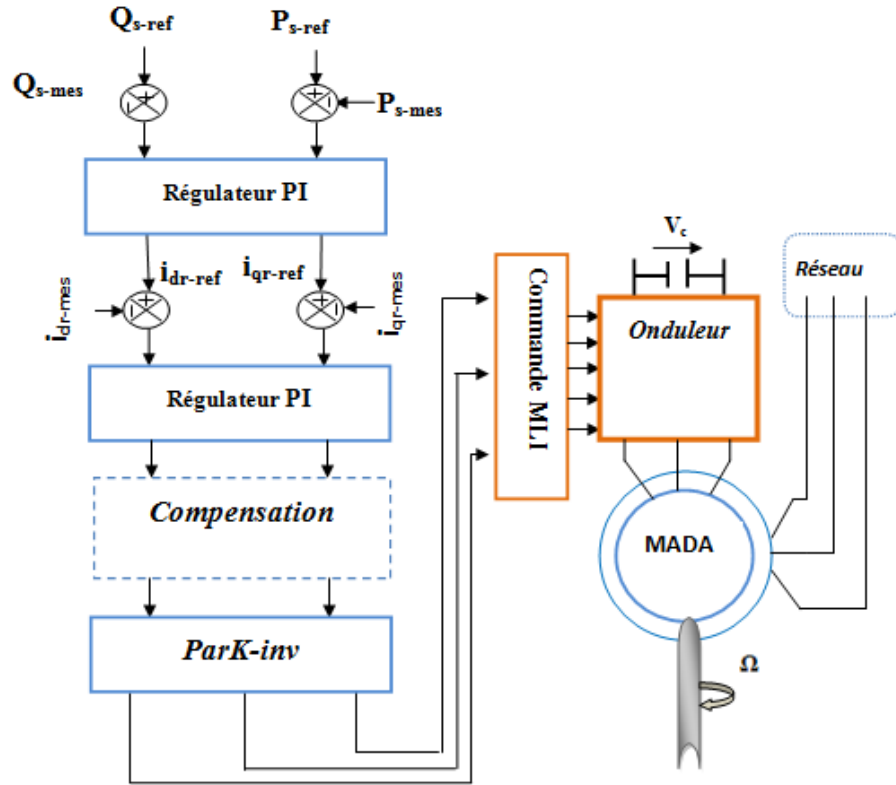 Qs-ref
Ps-ref
Qs-mes
Ps-mes
Régulateur PI
idr-ref
iqr-ref
idr-mes
iqr-mes
Régulateur PI
Compensation
ParK-inv
Commande MLI
Vc
Onduleur
Réseau
MADA
Ω